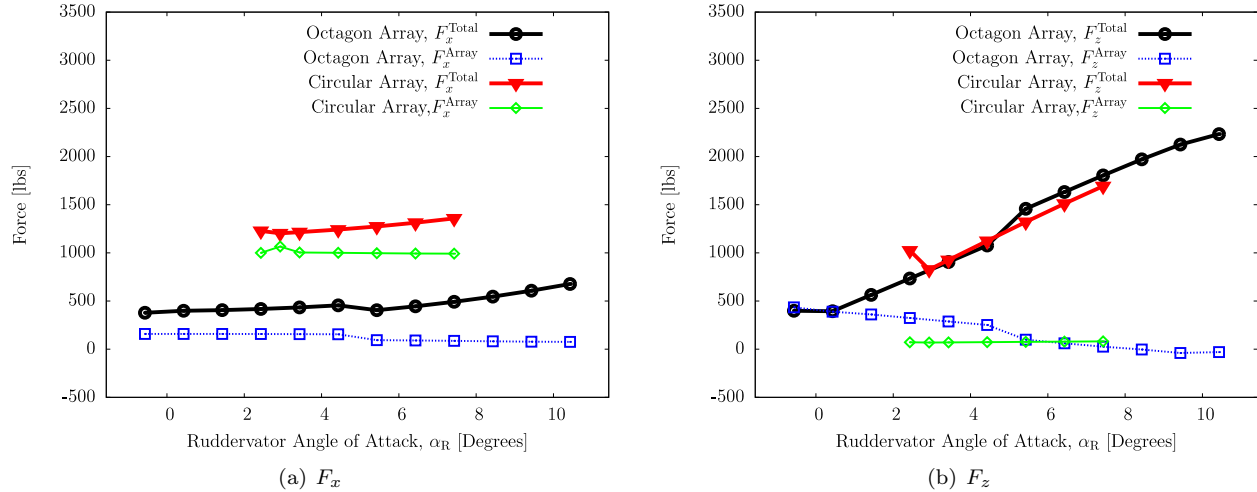 3500
3000
2500
2000
1500
1000
500
0
-500
Force [lbs]
Octagon Array, F_x^Total
Octagon Array, F_x^Array
Circular Array, F_x^Total
Circular Array,F_x^Array
0 2 4 6 8 10
Ruddervator Angle of Attack, α_R [Degrees]
(a) F_x
3500
3000
2500
2000
1500
1000
500
0
-500
Force [lbs]
Octagon Array, F_z^Total
Octagon Array, F_z^Array
Circular Array, F_z^Total
Circular Array,F_z^Array
0 2 4 6 8 10
Ruddervator Angle of Attack, α_R [Degrees]
(b) F_z